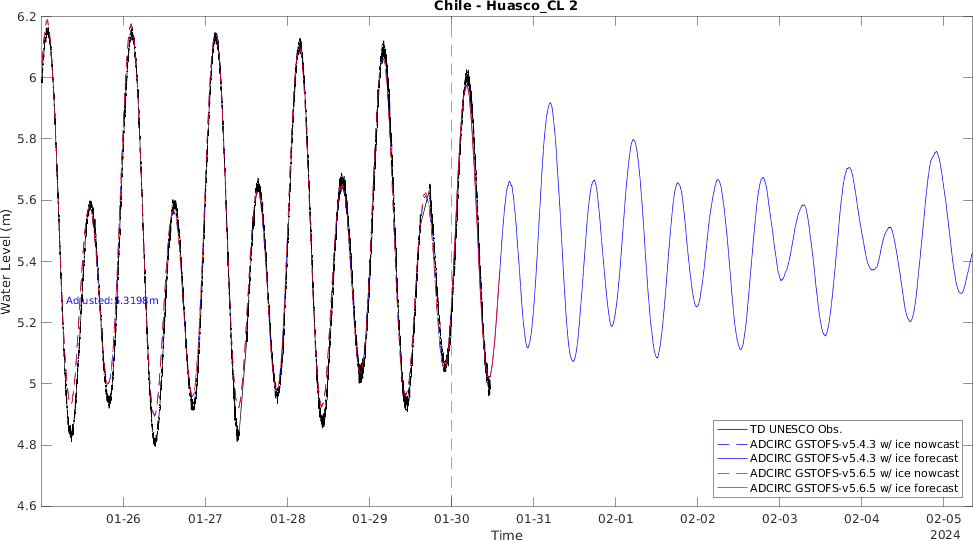 Chile - Huasco_CL 2
6.2
6
5.8
5.6
5.4
5.2
5
4.8
4.6
Water Level (m)
Adjusted:5.3198m
TD UNESCO Obs.
ADCIRC GSTOFS-v5.4.3 w/ ice nowcast
ADCIRC GSTOFS-v5.4.3 w/ ice forecast
ADCIRC GSTOFS-v5.6.5 w/ ice nowcast
ADCIRC GSTOFS-v5.6.5 w/ ice forecast
01-26 01-27 01-28 01-29 01-30 01-31 02-01 02-02 02-03 02-04 02-05
Time
2024